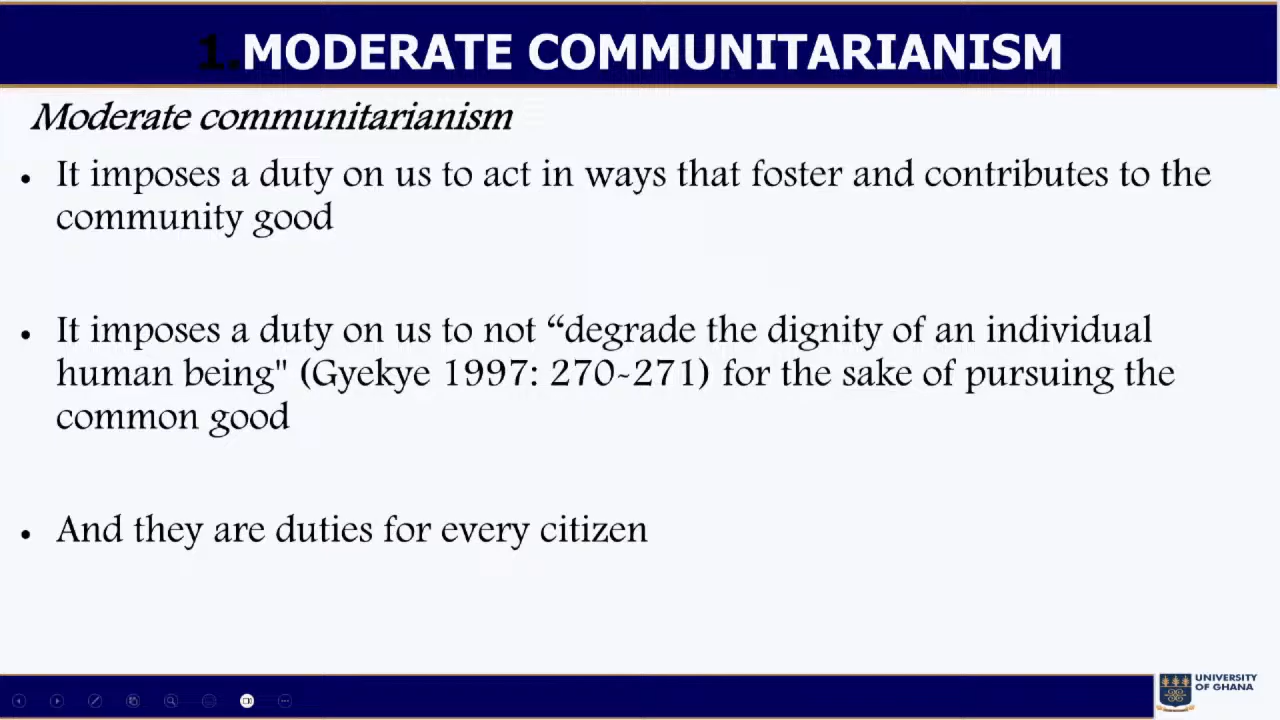 1.MODERATE COMMUNITARIANISM
Moderate communitarianism
• It imposes a duty on us to act in ways that foster and contributes to the
community good
• It imposes a duty on us to not “degrade the dignity of an individual
human being" (Gyekye 1997: 270-271) for the sake of pursuing the
common good
• And they are duties for every citizen
UNIVERSITY
OF GHANA